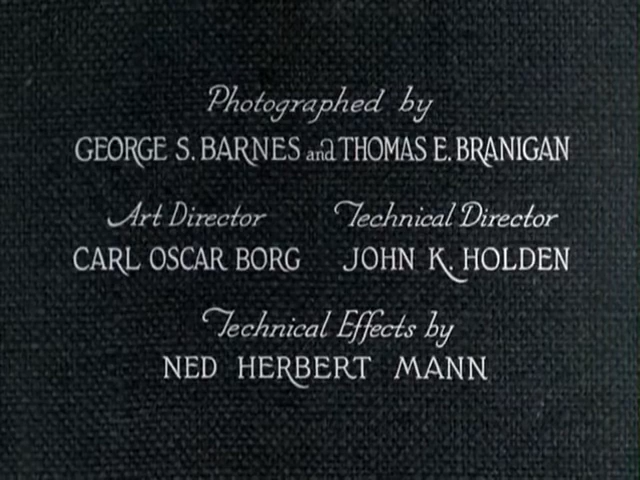 Photographed by
GEORGE S. BARNES and THOMAS E. BRANIGAN
Art Director Technical Director
CARL OSCAR BORG JOHN K. HOLDEN
Technical Effects by
NED HERBERT MANN